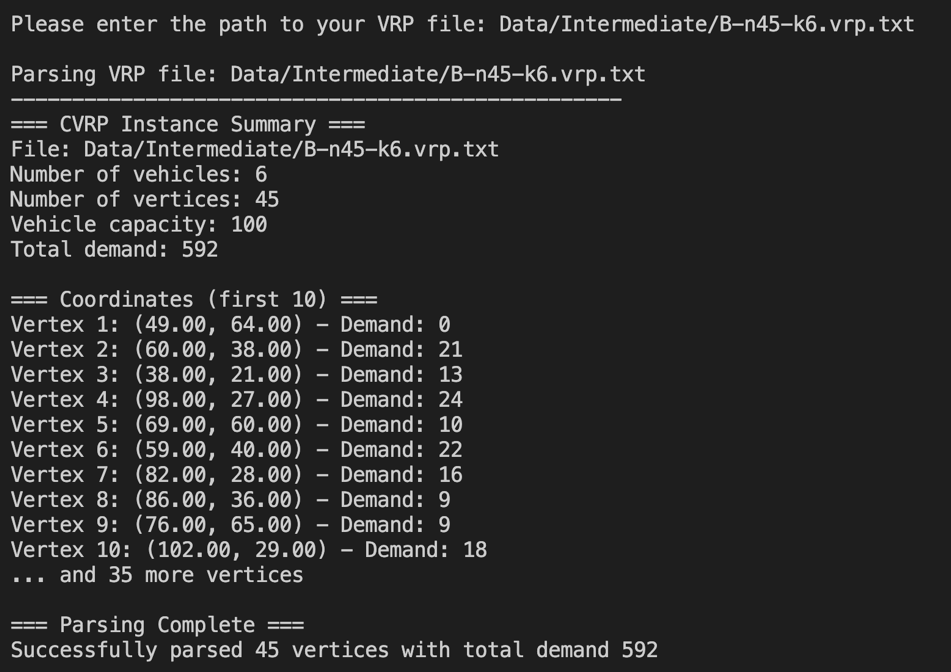 Please enter the path to your VRP file: Data/Intermediate/B-n45-k6.vrp.txt
Parsing VRP file: Data/Intermediate/B-n45-k6.vrp.txt
--------------------------------------------------
=== CVRP Instance Summary ===
File: Data/Intermediate/B-n45-k6.vrp.txt
Number of vehicles: 6
Number of vertices: 45
Vehicle capacity: 100
Total demand: 592
=== Coordinates (first 10) ===
Vertex 1: (49.00, 64.00) - Demand: 0
Vertex 2: (60.00, 38.00) - Demand: 21
Vertex 3: (38.00, 21.00) - Demand: 13
Vertex 4: (98.00, 27.00) - Demand: 24
Vertex 5: (69.00, 60.00) - Demand: 10
Vertex 6: (59.00, 40.00) - Demand: 22
Vertex 7: (82.00, 28.00) - Demand: 16
Vertex 8: (86.00, 36.00) - Demand: 9
Vertex 9: (76.00, 65.00) - Demand: 9
Vertex 10: (102.00, 29.00) - Demand: 18
... and 35 more vertices
=== Parsing Complete ===
Successfully parsed 45 vertices with total demand 592